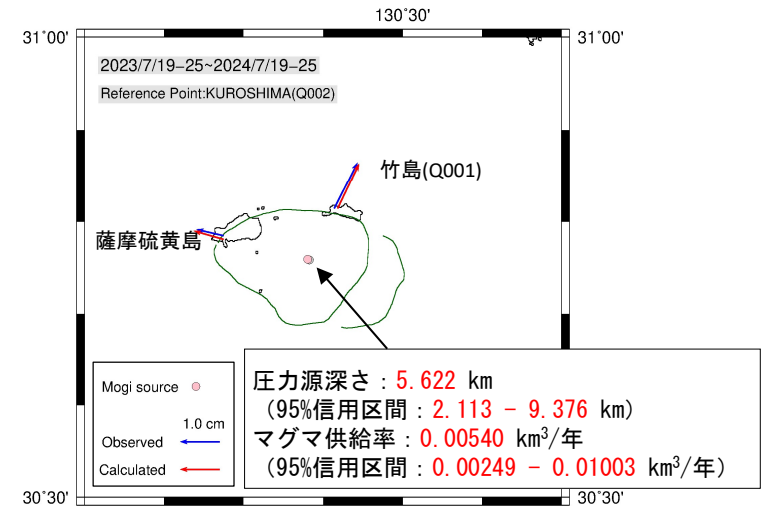 130˚30'
31˚00'
31˚00'
2023/7/19−25~2024/7/19−25
Reference Point:KUROSHIMA(Q002)
竹島(Q001)
薩摩硫黄島
Mogi source
1.0 cm
Observed
Calculated
圧力源深さ：5.622 km
（95%信用区間：2.113 - 9.376 km）
マグマ供給率：0.00540 km³/年
（95%信用区間：0.00249 - 0.01003 km³/年）
30˚30'
30˚30'